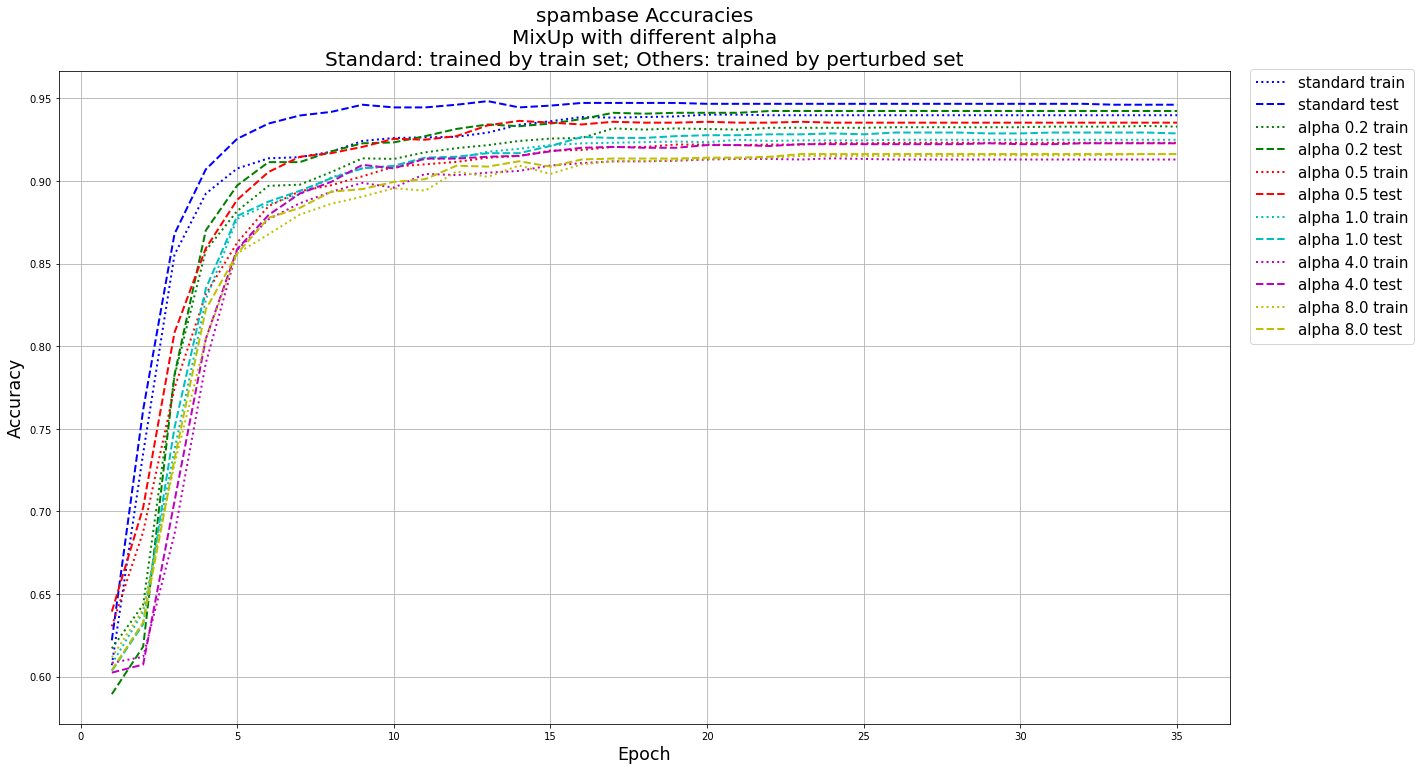 spambase Accuracies
MixUp with different alpha
Standard: trained by train set; Others: trained by perturbed set
Accuracy
0.95
0.90
0.85
0.80
0.75
0.70
0.65
0.60
0
5
10
15
20
25
30
35
Epoch
standard train
standard test
alpha 0.2 train
alpha 0.2 test
alpha 0.5 train
alpha 0.5 test
alpha 1.0 train
alpha 1.0 test
alpha 4.0 train
alpha 4.0 test
alpha 8.0 train
alpha 8.0 test